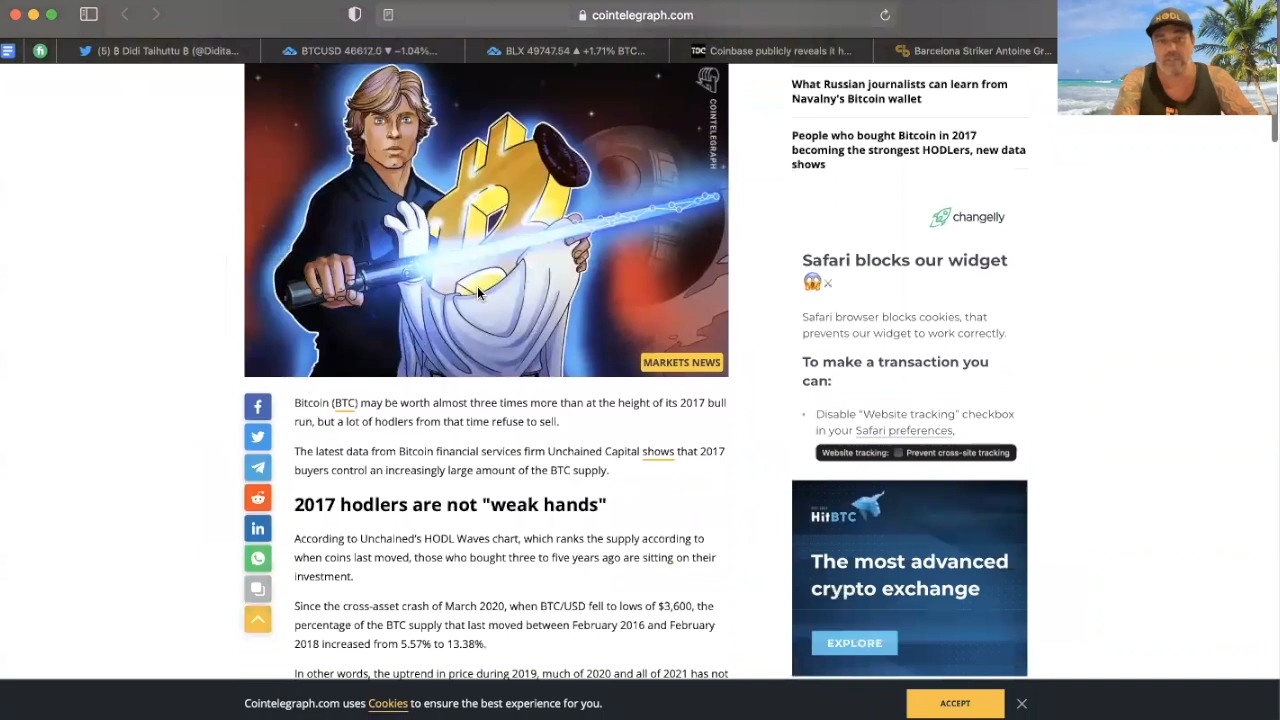 cointelegraph.com
₿ Didi Taihuttu ₿ (@Didita...
BTCUSD 46612.0 ▼ −1.04%...
BLX 49747.54 ▲ +1.71% BTC...
TDC Coinbase publicly reveals it h...
Barcelona Striker Antoine Gr...
HODL
COINTELEGRAPH
MARKETS NEWS
What Russian journalists can learn from
Navalny's Bitcoin wallet
People who bought Bitcoin in 2017
becoming the strongest HODLers, new data
shows
changelly
Safari blocks our widget
Safari browser blocks cookies, that
prevents our widget to work correctly.
To make a transaction you
can:
• Disable "Website tracking" checkbox
in your Safari preferences,
Website tracking: Prevent cross-site tracking
HitBTC
The most advanced
crypto exchange
EXPLORE
Bitcoin (BTC) may be worth almost three times more than at the height of its 2017 bull
run, but a lot of hodlers from that time refuse to sell.
The latest data from Bitcoin financial services firm Unchained Capital shows that 2017
buyers control an increasingly large amount of the BTC supply.
2017 hodlers are not "weak hands"
According to Unchained's HODL Waves chart, which ranks the supply according to
when coins last moved, those who bought three to five years ago are sitting on their
investment.
Since the cross-asset crash of March 2020, when BTC/USD fell to lows of $3,600, the
percentage of the BTC supply that last moved between February 2016 and February
2018 increased from 5.57% to 13.38%.
In other words, the uptrend in price during 2019, much of 2020 and all of 2021 has not
Cointelegraph.com uses Cookies to ensure the best experience for you.
ACCEPT